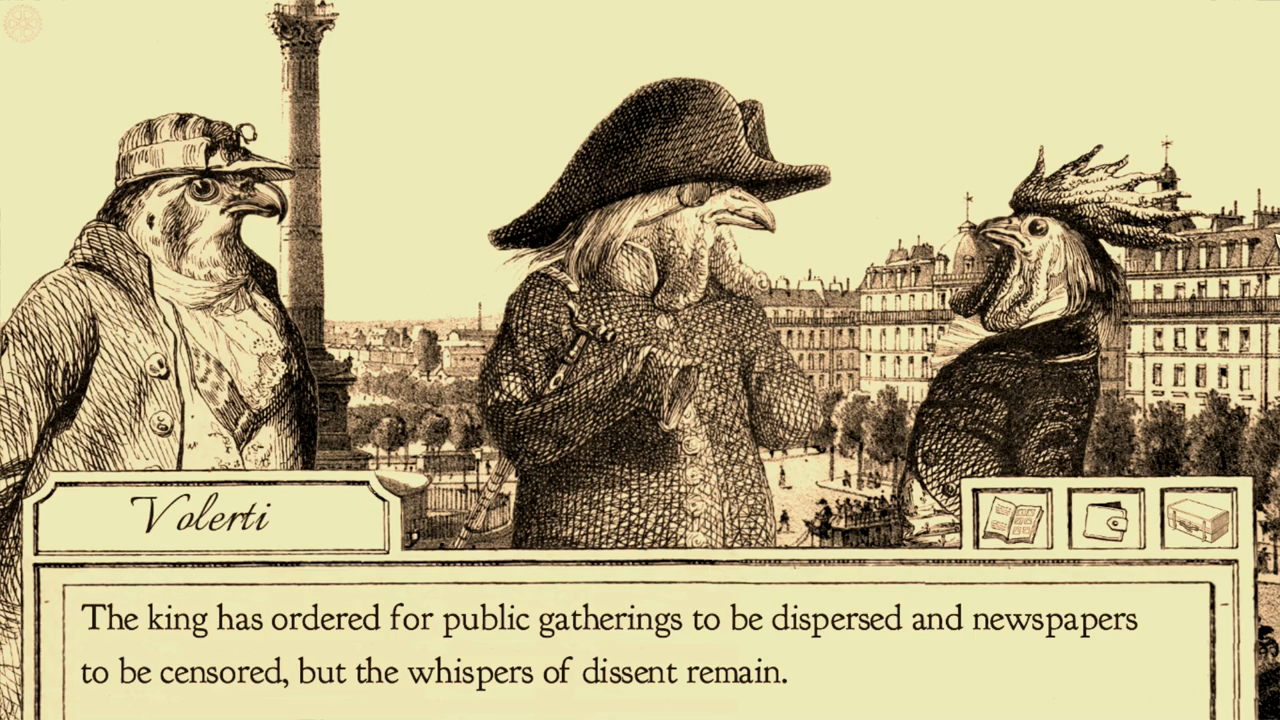 Volerti
The king has ordered for public gatherings to be dispersed and newspapers
to be censored, but the whispers of dissent remain.